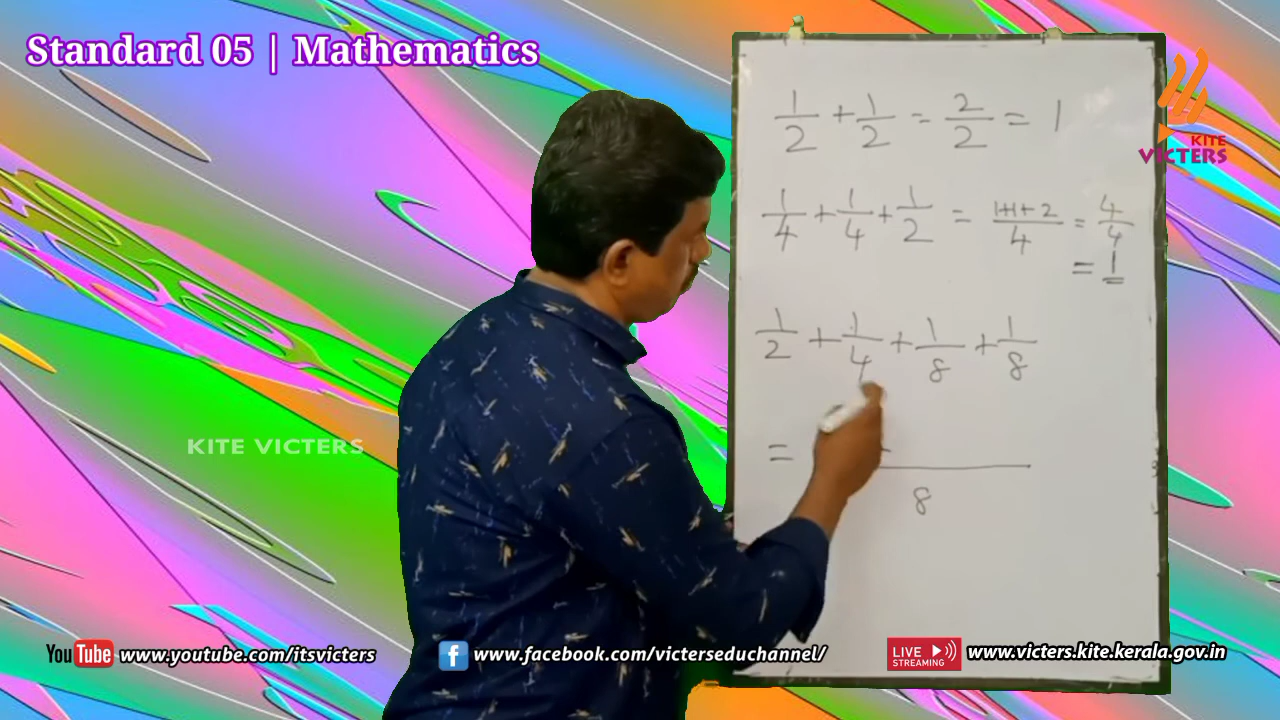 Standard 05 | Mathematics
KITE VICTERS
1/2 + 1/2 = 2/2 = 1
1/4 + 1/4 + 1/2 = 1+1+2/4 = 4/4
= 1
1/2 + 1/4 + 1/8 + 1/8
=
8
KITE VICTERS
YouTube www.youtube.com/itsvicters
f www.facebook.com/victerseduchannel/
LIVE STREAMING www.victers.kite.kerala.gov.in